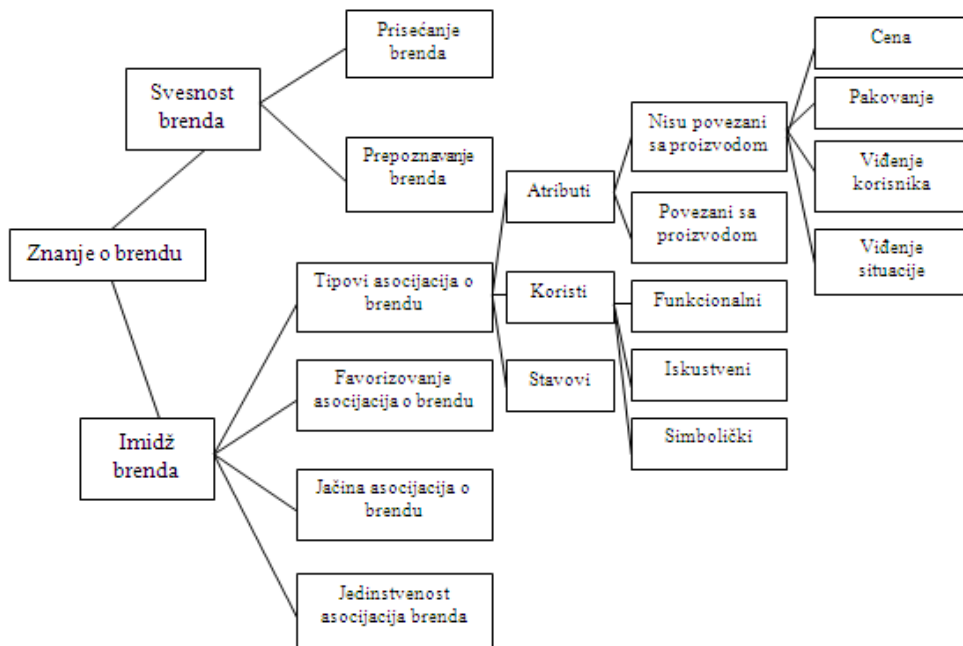 Prisećanje
brenda
Svesnost
brenda
Prepoznavanje
brenda
Znanje o brendu
Imidž
brenda
Tipovi asocijacija o
brendu
Favorizovanje
asocijacija o brendu
Jačina asocijacija o
brendu
Jedinstvenost
asocijacija brenda
Atributi
Koristi
Stavovi
Nisu povezani
sa proizvodom
Povezani sa
proizvodom
Funkcionalni
Iskustveni
Simbolički
Cena
Pakovanje
Viđenje
korisnika
Viđenje
situacije